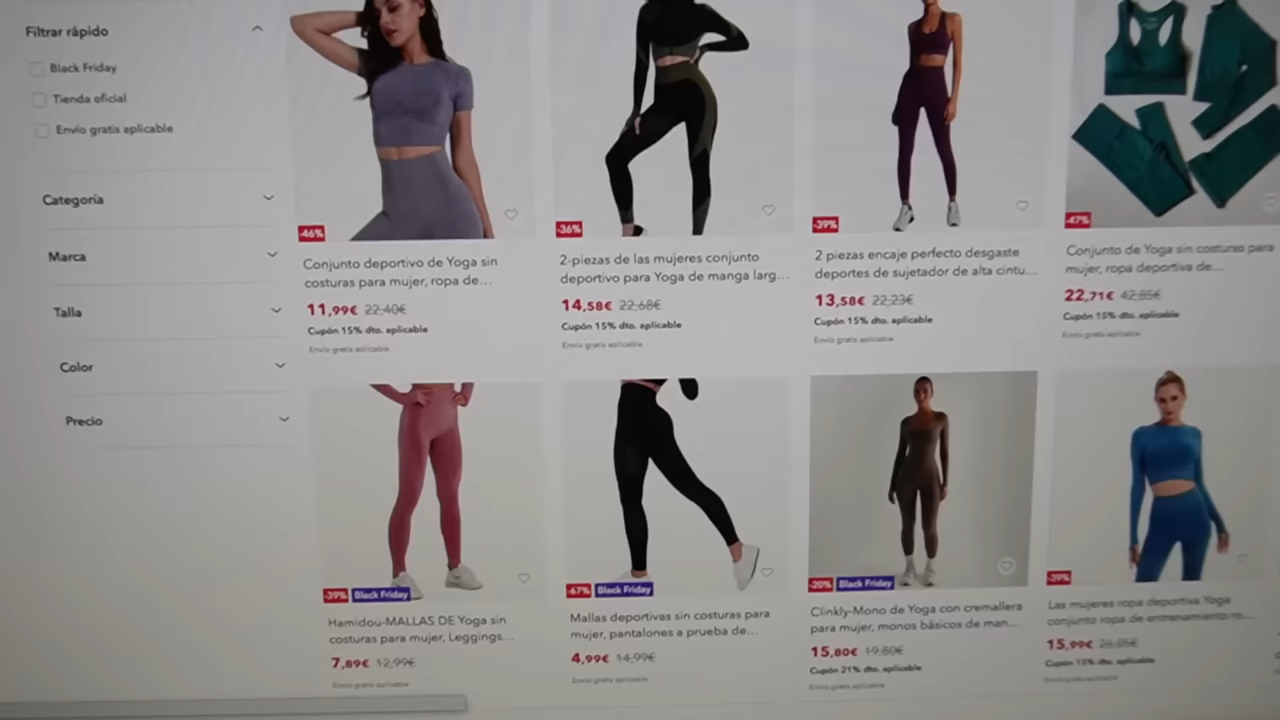 Filtrar rápido
Black Friday
Tienda oficial
Envío gratis aplicable
Categoría
Marca
Talla
Color
Precio
-46%
Conjunto deportivo de Yoga sin
costuras para mujer, ropa de...
11,99€ 22,40€
Cupón 15% dto. aplicable
Envío gratis aplicable
-36%
2-piezas de las mujeres conjunto
deportivo para Yoga de manga larg...
14,58€ 22,68€
Cupón 15% dto. aplicable
Envío gratis aplicable
-39%
2 piezas encaje perfecto desgaste
deportes de sujetador de alta cintu...
13,58€ 22,23€
Cupón 15% dto. aplicable
Envío gratis aplicable
-47%
Conjunto de Yoga sin costuras para
mujer, ropa deportiva de...
22,71€ 42,85€
Cupón 15% dto. aplicable
Envío gratis aplicable
-39% Black Friday
Hamidou-MALLAS DE Yoga sin
costuras para mujer, Leggings...
7,89€ 12,99€
Envío gratis aplicable
-67% Black Friday
Mallas deportivas sin costuras para
mujer, pantalones a prueba de...
4,99€ 14,99€
Envío gratis aplicable
-20% Black Friday
Clinkly-Mono de Yoga con cremallera
para mujer, monos básicos de man...
15,80€ 19,80€
Cupón 21% dto. aplicable
Envío gratis aplicable
-39%
Las mujeres ropa deportiva Yoga
conjunto ropa de entrenamiento ro...
15,99€
Cupón 15% dto. aplicable
Envío gratis aplicable